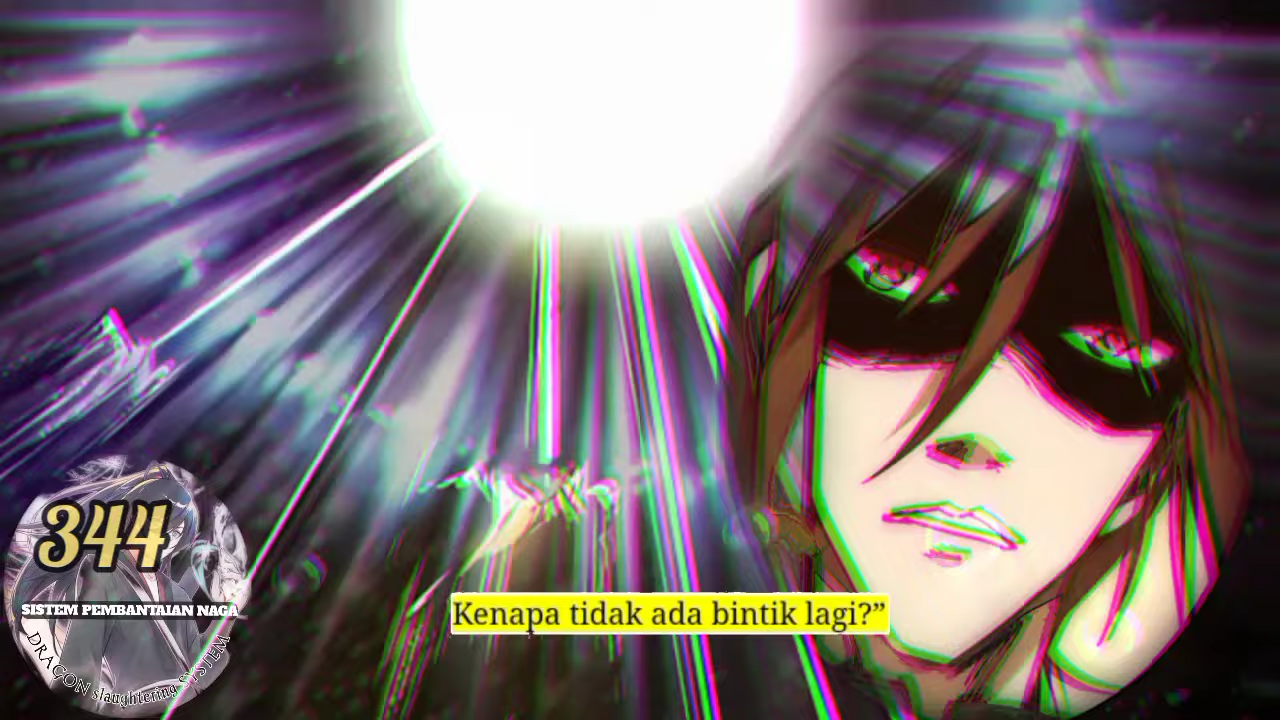 344
SISTEM PEMBANTAIAN NAGA
DRAGON slaughtering SYSTEM
Kenapa tidak ada bintik lagi?”